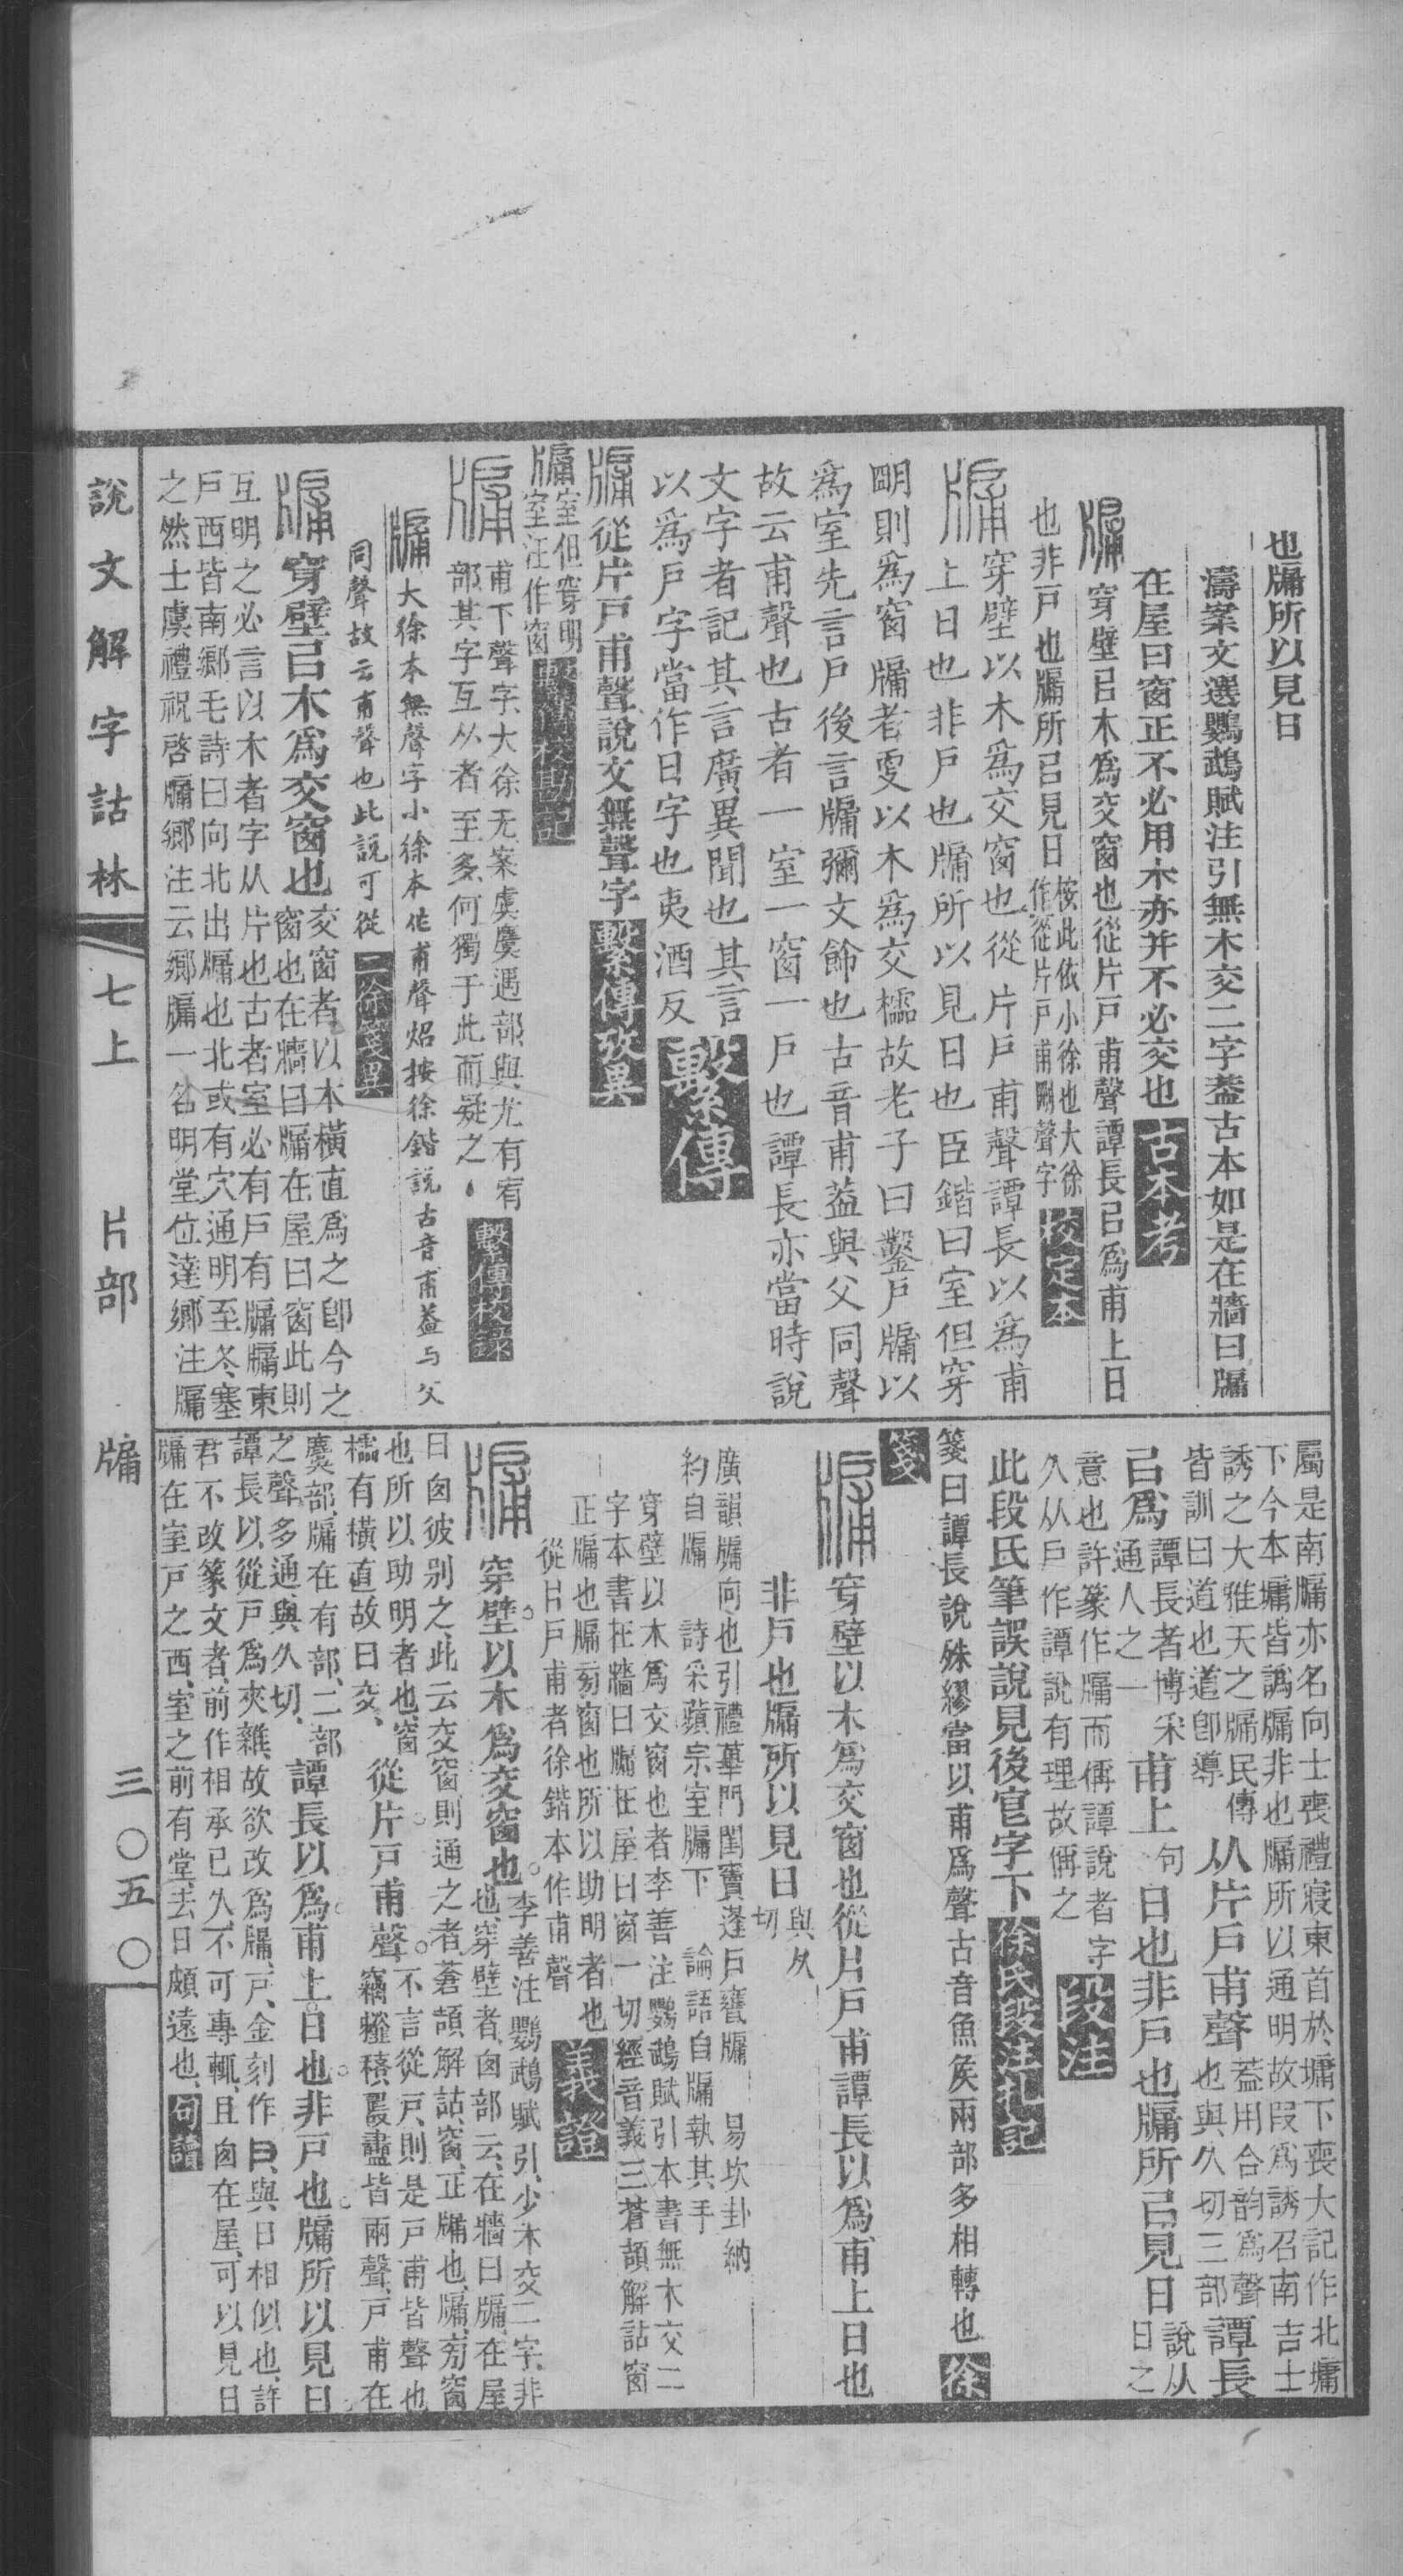 也牖所以見日
濤案文選鸚鵡賦注引無木交二字葢古本如是在牆曰牖
在屋曰窗正不必用木亦并不必交也古本考
牖穿壁㠯木爲交窗也從片戶甫聲譚長㠯爲甫上日
也非戶也牖所㠯見日按此依小徐也大徐
作從片戶甫刪聲字校定本
牖穿壁以木爲交窗也從片戶甫聲譚長以爲甫
上日也非戶也牖所以見日也臣鍇曰室但穿
朙則爲窗牖者更以木爲交櫺故老子曰鑿戶牖以
爲室先言戶後言牖彌文飾也古音甫葢與父同聲
故云甫聲也古者一室一窗一戶也譚長亦當時說
文字者記其言廣異聞也其言
以爲戶字當作日字也夷酒反繫傳
牖從片戶甫聲說文無聲字繫傳攷異
牖室但穿明
室汪作窗繫傳校勘記
牖甫下聲字大徐无案虞麌遇部與尤有宥
部其字互从者至多何獨于此而疑之繫傳校錄
牖大徐本無聲字小徐本作甫聲炤按徐鍇說古音甫葢与父
同聲故云甫聲也此說可從二徐箋異
牖穿壁㠯木爲交窗也交窗者以木橫直爲之卽今之
窗也在牆曰牖在屋曰窗此則
互明之必言以木者字从片也古者室必有戶有牖牖東
戶西皆南鄉毛詩曰向北出牖也北或有穴通明至冬塞
之然士虞禮祝啓牖鄉注云鄉牖一名明堂位達鄉注牖
屬是南牖亦名向士喪禮寢東首於墉下喪大記作北墉
下今本墉皆譌牖非也牖所以通明故叚爲誘召南吉士
誘之大雅天之牖民傳
皆訓曰道也道卽導从片戶甫聲葢用合韵爲聲
也與久切三部譚長
㠯爲譚長者博采
通人之一甫上句日也非戶也牖所㠯見日說从
日之
意也許篆作牖而偁譚說者字
久从戶作譚說有理故偁之段注
此段氏筆誤說見後官字下徐氏段注札記
箋曰譚長說殊繆當以甫爲聲古音魚矦兩部多相轉也徐
箋
牖穿壁以木爲交窗也從片戶甫譚長以爲甫上日也
非戶也牖所以見日與久
切
廣韻牖向也引禮蓽門閨竇蓬戶甕牖 易坎卦納
約自牖 詩采蘋宗室牖下 論語自牖執其手
穿壁以木爲交窗也者李善注鸚鵡賦引本書無木交二
字本書在牆曰牖在屋曰窗一切經音義三蒼頡解詁窗
正牖也牖旁窗也所以助明者也
從片戶甫者徐鍇本作甫聲義證
牖穿壁以木爲交窗也李善注鸚鵡賦引少木交二字非
也穿壁者囪部云在牆曰牖在屋
曰囪彼别之此云交窗則通之者蒼頡解詁窗正牖也牖旁窗
也所以助明者也窗
櫺有橫直故曰交從片戶甫聲不言從戶則是戶甫皆聲也
竊𪗇𥻦農𧖅皆兩聲戶甫在
麌部牖在有部二部
之聲多通與久切譚長以爲甫上日也非戶也牖所以見日
譚長以從戶爲夾雜故欲改爲牖戶金刻作日與日相似也許
君不改篆文者前作相承已久不可專輒且囪在屋可以見日
牖在室戶之西室之前有堂去日頗遠也句讀
說文解字詁林 七上 片部 牖 三〇五〇